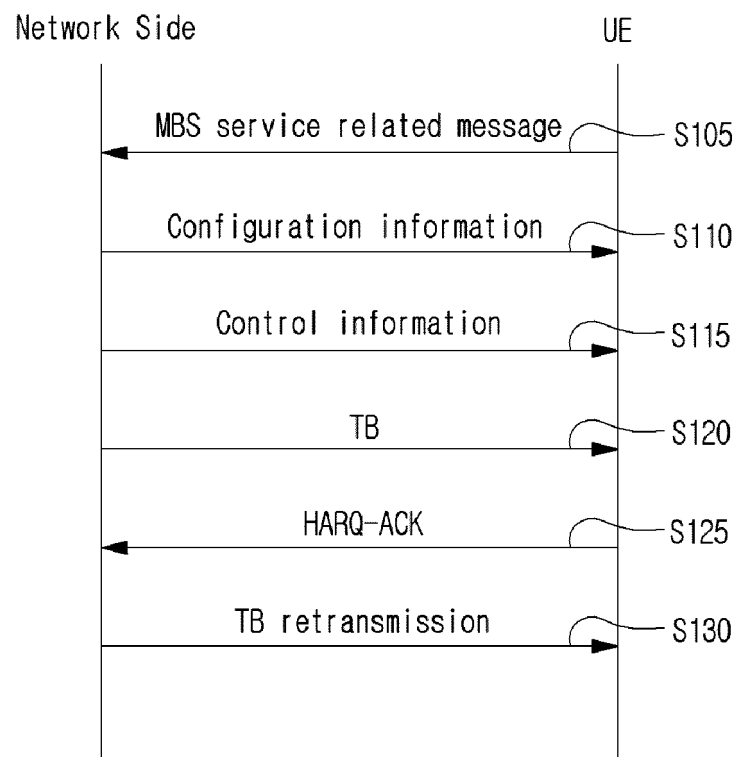 Network Side UE
MBS service related message S105
Configuration information S110
Control information S115
TB S120
HARQ-ACK S125
TB retransmission S130